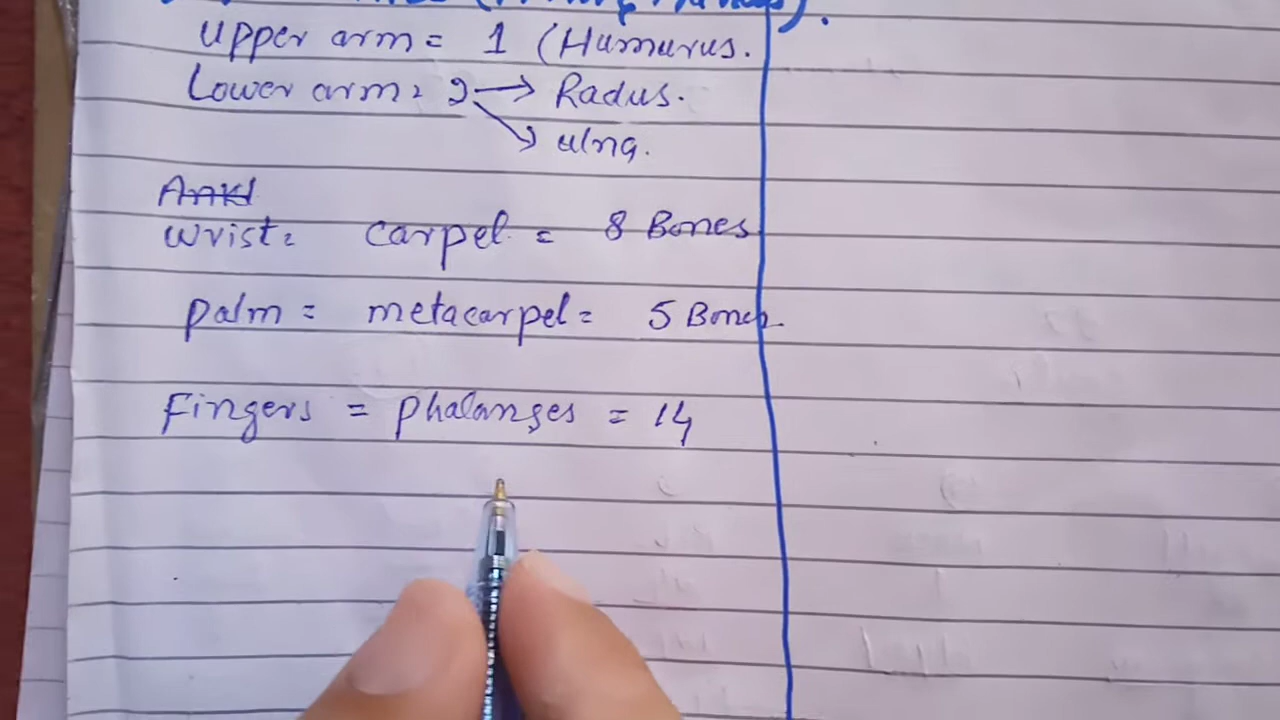 Upper arm = 1 (Humurus.
Lower arm = 2 → Radus.
↘ ulna.
Ankl
wrist = carpel = 8 Bones
palm = metacarpel = 5 Bones.
Fingers = phalanges = 14